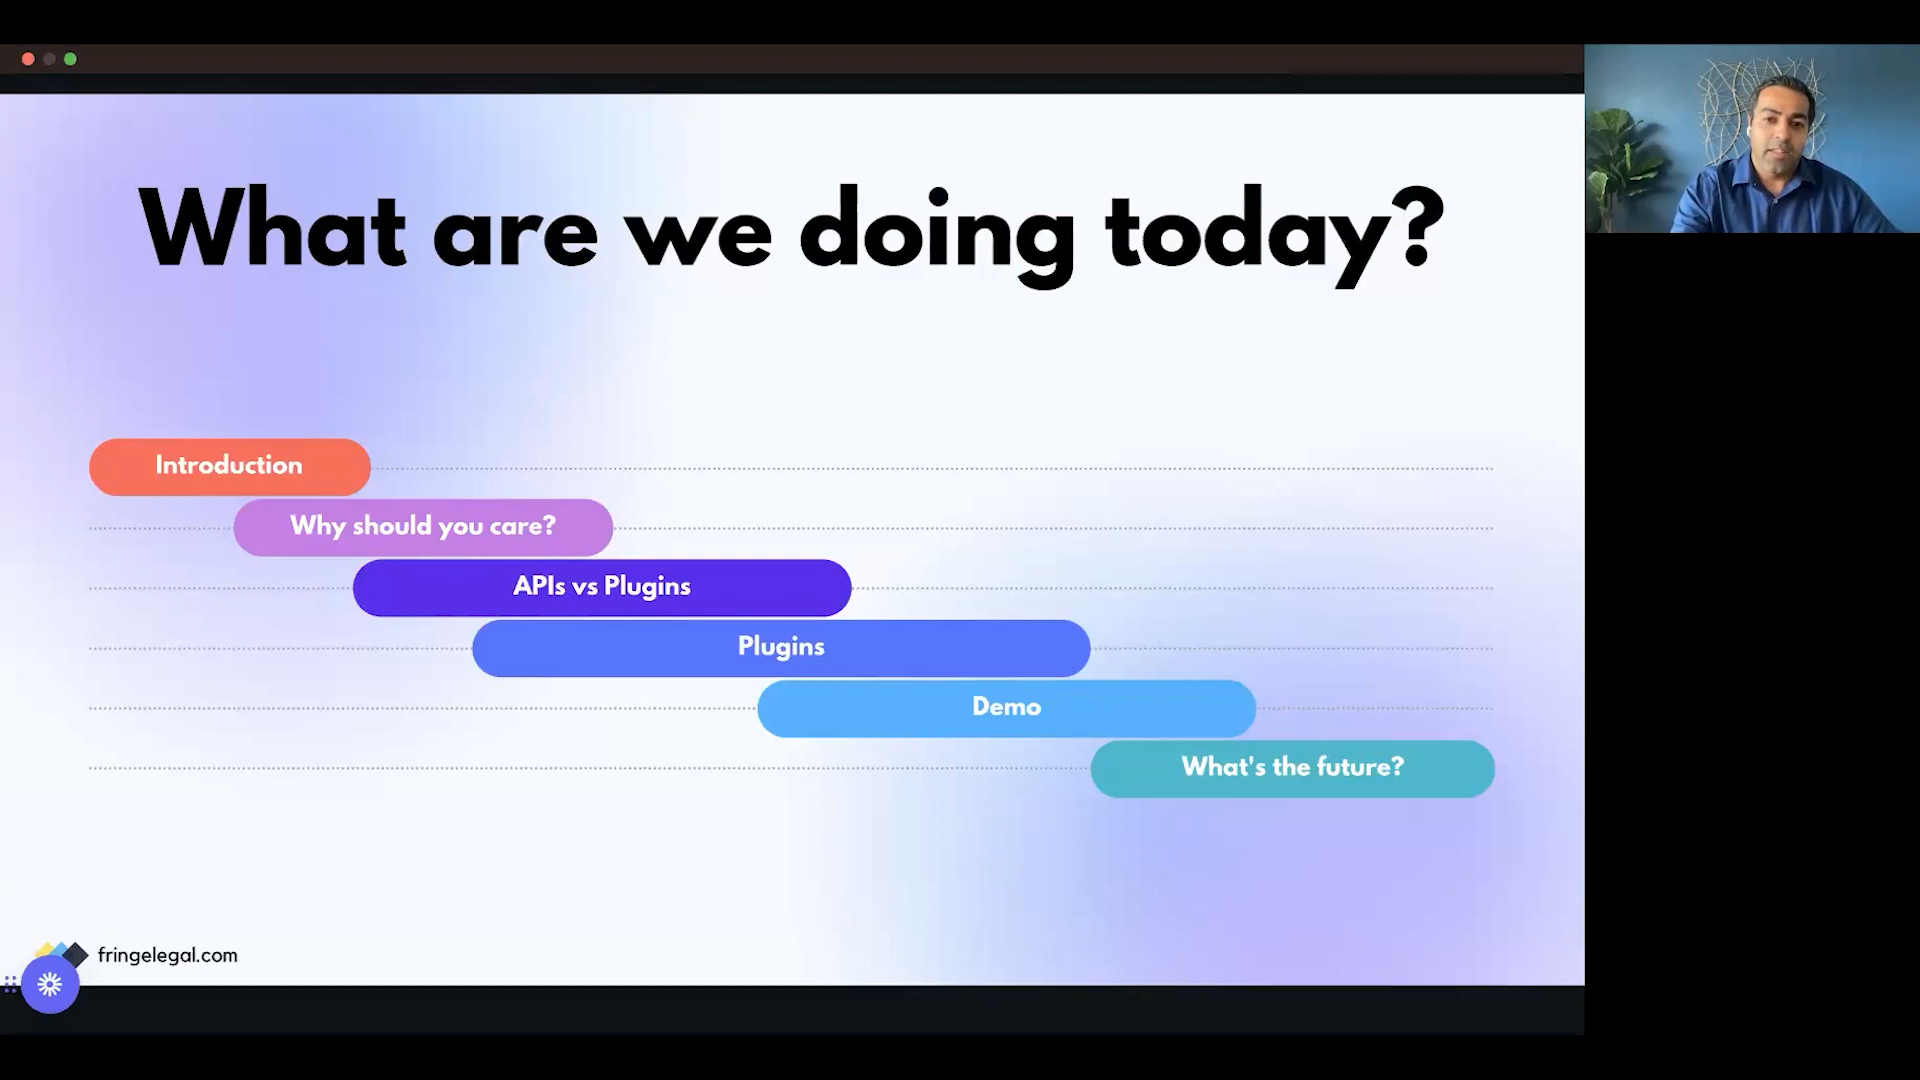 What are we doing today?
Introduction
Why should you care?
APIs vs Plugins
Plugins
Demo
What's the future?
fringelegal.com